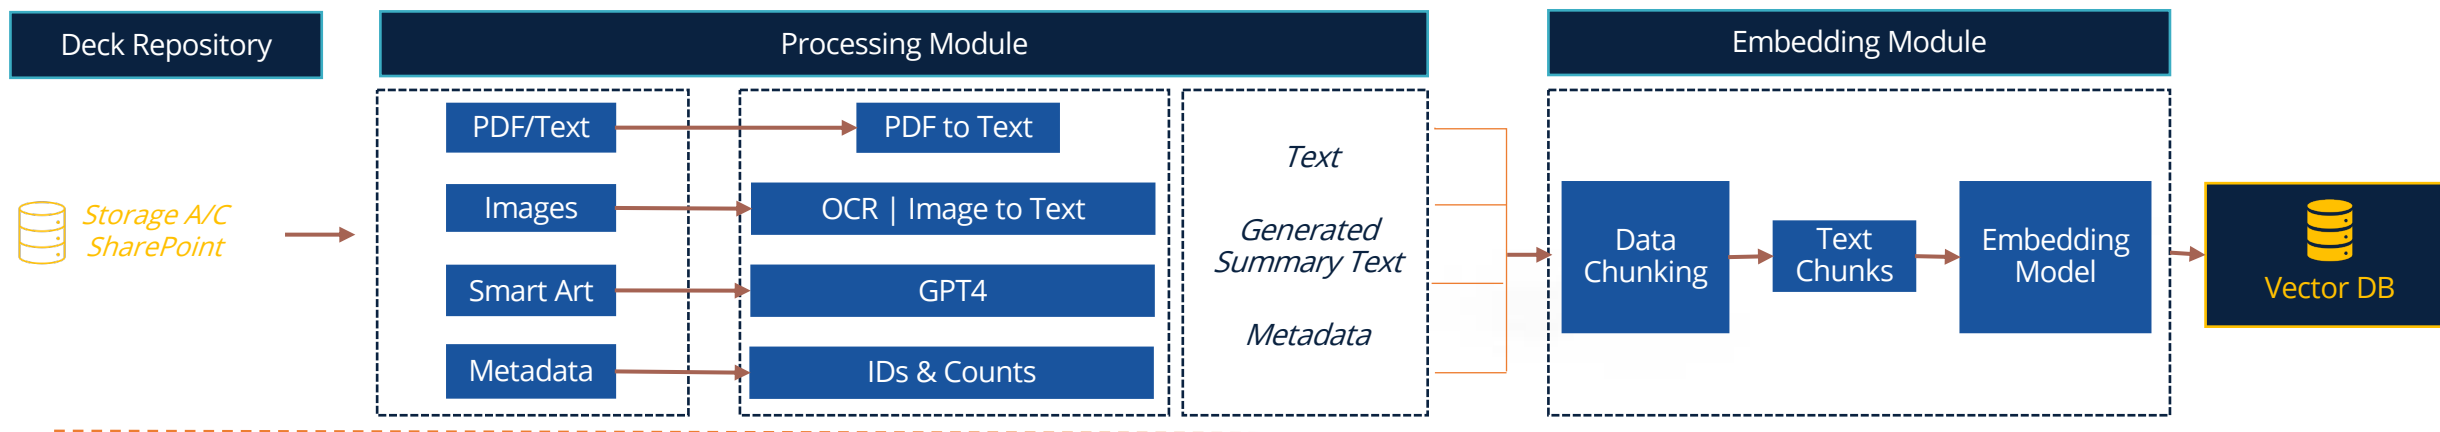 Deck Repository
Processing Module
Embedding Module
Storage A/C
SharePoint
PDF/Text
PDF to Text
Images
OCR | Image to Text
Smart Art
GPT4
Metadata
IDs & Counts
Text
Generated
Summary Text
Metadata
Data
Chunking
Text
Chunks
Embedding
Model
Vector DB